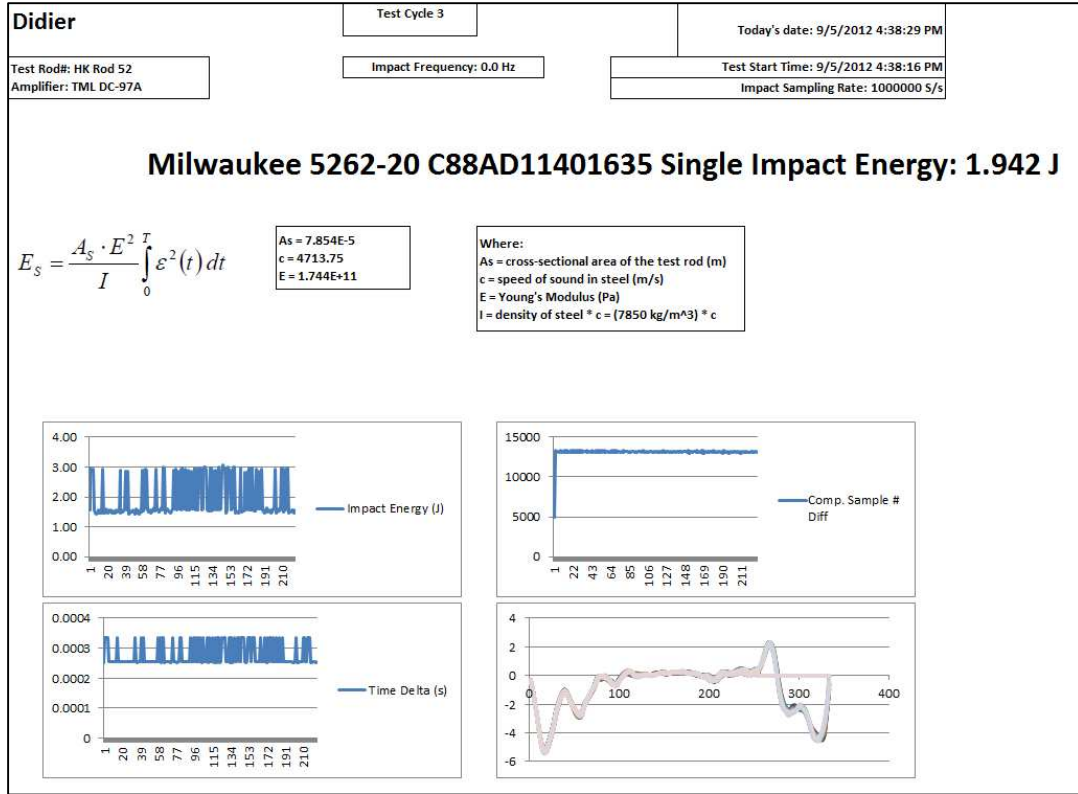 Didier
Test Cycle 3
Today's date: 9/5/2012 4:38:29 PM
Test Rod#: HK Rod 52
Amplifier: TML DC-97A
Impact Frequency: 0.0 Hz
Test Start Time: 9/5/2012 4:38:16 PM
Impact Sampling Rate: 1000000 S/s
Milwaukee 5262-20 C88AD11401635 Single Impact Energy: 1.942 J
E_S = \frac{A_S \cdot E^2}{I} \int_0^T ε^2(t) dt
As = 7.854E-5
c = 4713.75
E = 1.744E+11
Where:
As = cross-sectional area of the test rod (m)
c = speed of sound in steel (m/s)
E = Young's Modulus (Pa)
I = density of steel * c = (7850 kg/m^3) * c
4.00
3.00
2.00
1.00
0.00
1 20 39 58 77 96 115 134 153 172 191 210
Impact Energy (J)
15000
10000
5000
0
1 22 43 64 85 106 127 148 169 190 211
Comp. Sample #
Diff
0.0004
0.0003
0.0002
0.0001
0
1 20 39 58 77 96 115 134 153 172 191 210
Time Delta (s)
4
2
0
-2
-4
-6
0 100 200 300 400